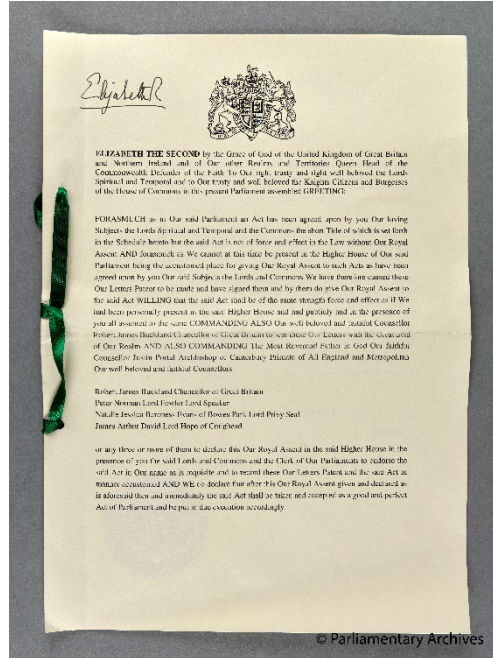 Elizabeth R
ELIZABETH THE SECOND by the Grace of God of the United Kingdom of Great Britain
and Northern Ireland and of Our other Realms and Territories Queen Head of the
Commonwealth Defender of the Faith To Our right trusty and right well beloved the Lords
Spiritual and Temporal and to Our trusty and well beloved the Knights Citizens and Burgesses
of the House of Commons in this present Parliament assembled GREETING:
FORASMUCH as in Our said Parliament an Act has been agreed upon by you Our loving
Subjects the Lords Spiritual and Temporal and the Commons the short Title of which is set forth
in the Schedule hereto but the said Act is not of force and effect in the Law without Our Royal
Assent AND forasmuch as We cannot at this time be present in the Higher House of Our said
Parliament being the accustomed place for giving Our Royal Assent to such Acts as have been
agreed upon by you Our said Subjects the Lords and Commons We have therefore caused these
Our Letters Patent to be made and have signed them and by them do give Our Royal Assent to
the said Act WILLING that the said Act shall be of the same strength force and effect as if We
had been personally present in the said Higher House and had publicly and in the presence of
you all assented to the same COMMANDING ALSO Our well beloved and faithful Counsellor
Robert James Buckland Chancellor of Great Britain to seal these Our Letters with the Great Seal
of Our Realm AND ALSO COMMANDING The Most Reverend Father in God Our faithful
Counsellor Justin Portal Archbishop of Canterbury Primate of All England and Metropolitan
Our well beloved and faithful Counsellors
Robert James Buckland Chancellor of Great Britain
Peter Norman Lord Fowler Lord Speaker
Natalie Jessica Baroness Evans of Bowes Park Lord Privy Seal
James Arthur David Lord Hope of Craighead
or any three or more of them to declare this Our Royal Assent in the said Higher House in the
presence of you the said Lords and Commons and the Clerk of Our Parliaments to endorse the
said Act in Our name as is requisite and to record these Our Letters Patent and the said Act in
manner accustomed AND WE do declare that after this Our Royal Assent given and declared as
is aforesaid then and immediately the said Act shall be taken and accepted as a good and perfect
Act of Parliament and be put in due execution accordingly
© Parliamentary Archives